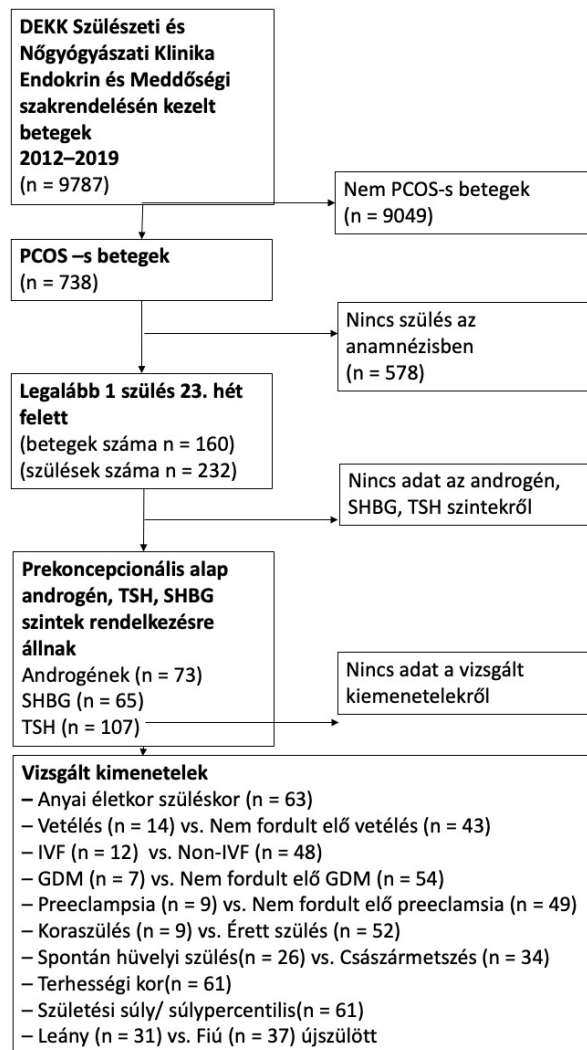 DEKK Szülészeti és
Nőgyógyászati Klinika
Endokrin és Meddőségi
szakrendelésén kezelt
betegek
2012–2019
(n = 9787)
Nem PCOS-s betegek
(n = 9049)
PCOS –s betegek
(n = 738)
Nincs szülés az
anamnézisben
(n = 578)
Legalább 1 szülés 23. hét
felett
(betegek száma n = 160)
(szülések száma n = 232)
Nincs adat az androgén,
SHBG, TSH szintekről
Prekoncepcionális alap
androgén, TSH, SHBG
szintek rendelkezésre
állnak
Androgének (n = 73)
SHBG (n = 65)
TSH (n = 107)
Nincs adat a vizsgált
kiemenetelekről
Vizsgált kimenetelek
– Anyai életkor szüléskor (n = 63)
– Vetélés (n = 14) vs. Nem fordult elő vetélés (n = 43)
– IVF (n = 12) vs. Non-IVF (n = 48)
– GDM (n = 7) vs. Nem fordult elő GDM (n = 54)
– Preeclampsia (n = 9) vs. Nem fordult elő preeclamsia (n = 49)
– Koraszülés (n = 9) vs. Érett szülés (n = 52)
– Spontán hüvelyi szülés(n = 26) vs. Császármetszés (n = 34)
– Terhességi kor(n = 61)
– Születési súly/ súlypercentilis(n = 61)
– Leány (n = 31) vs. Fiú (n = 37) újszülött